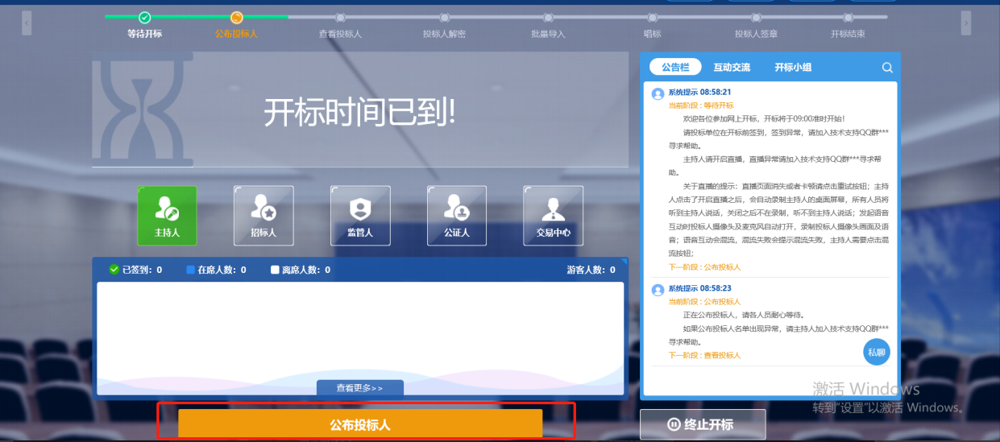 等待开标
公布投标人
查看投标人
投标人解密
批量导入
唱标
投标人签章
开标结束
开标时间已到!
主持人
招标人
监管人
公证人
交易中心
已签到：0 在席人数：0 离席人数：0 游客人数：0
查看更多>>
公布投标人
公告栏 互动交流 开标小组
系统提示 08:58:21
当前阶段 : 等待开标
欢迎各位参加网上开标，开标将于09:00准时开始！
请投标单位在开标前签到，签到异常，请加入技术支持QQ群***
寻求帮助。
主持人请开启直播，直播异常请加入技术支持QQ群***寻求帮
助。
关于直播的提示：直播页面消失或者卡顿请点击重试按钮；主持
人点击了开启直播之后，会自动录制主持人的桌面屏幕，所有人员将
听到主持人说话，关闭之后不在录制，听不到主持人说话；发起语音
互动时投标人摄像头及麦克风自动打开，录制投标人摄像头画面及语
音；语音互动会混流，混流失败会提示混流失败，主持人需要点击混
流按钮；
下一阶段 : 公布投标人
系统提示 08:58:23
当前阶段 : 公布投标人
正在公布投标人，请各人员耐心等待。
如果公布投标人名单出现异常，请主持人加入技术支持QQ群***
寻求帮助。
下一阶段 : 查看投标人
私聊
终止开标
激活 Windows
转到"设置"以激活 Windows。